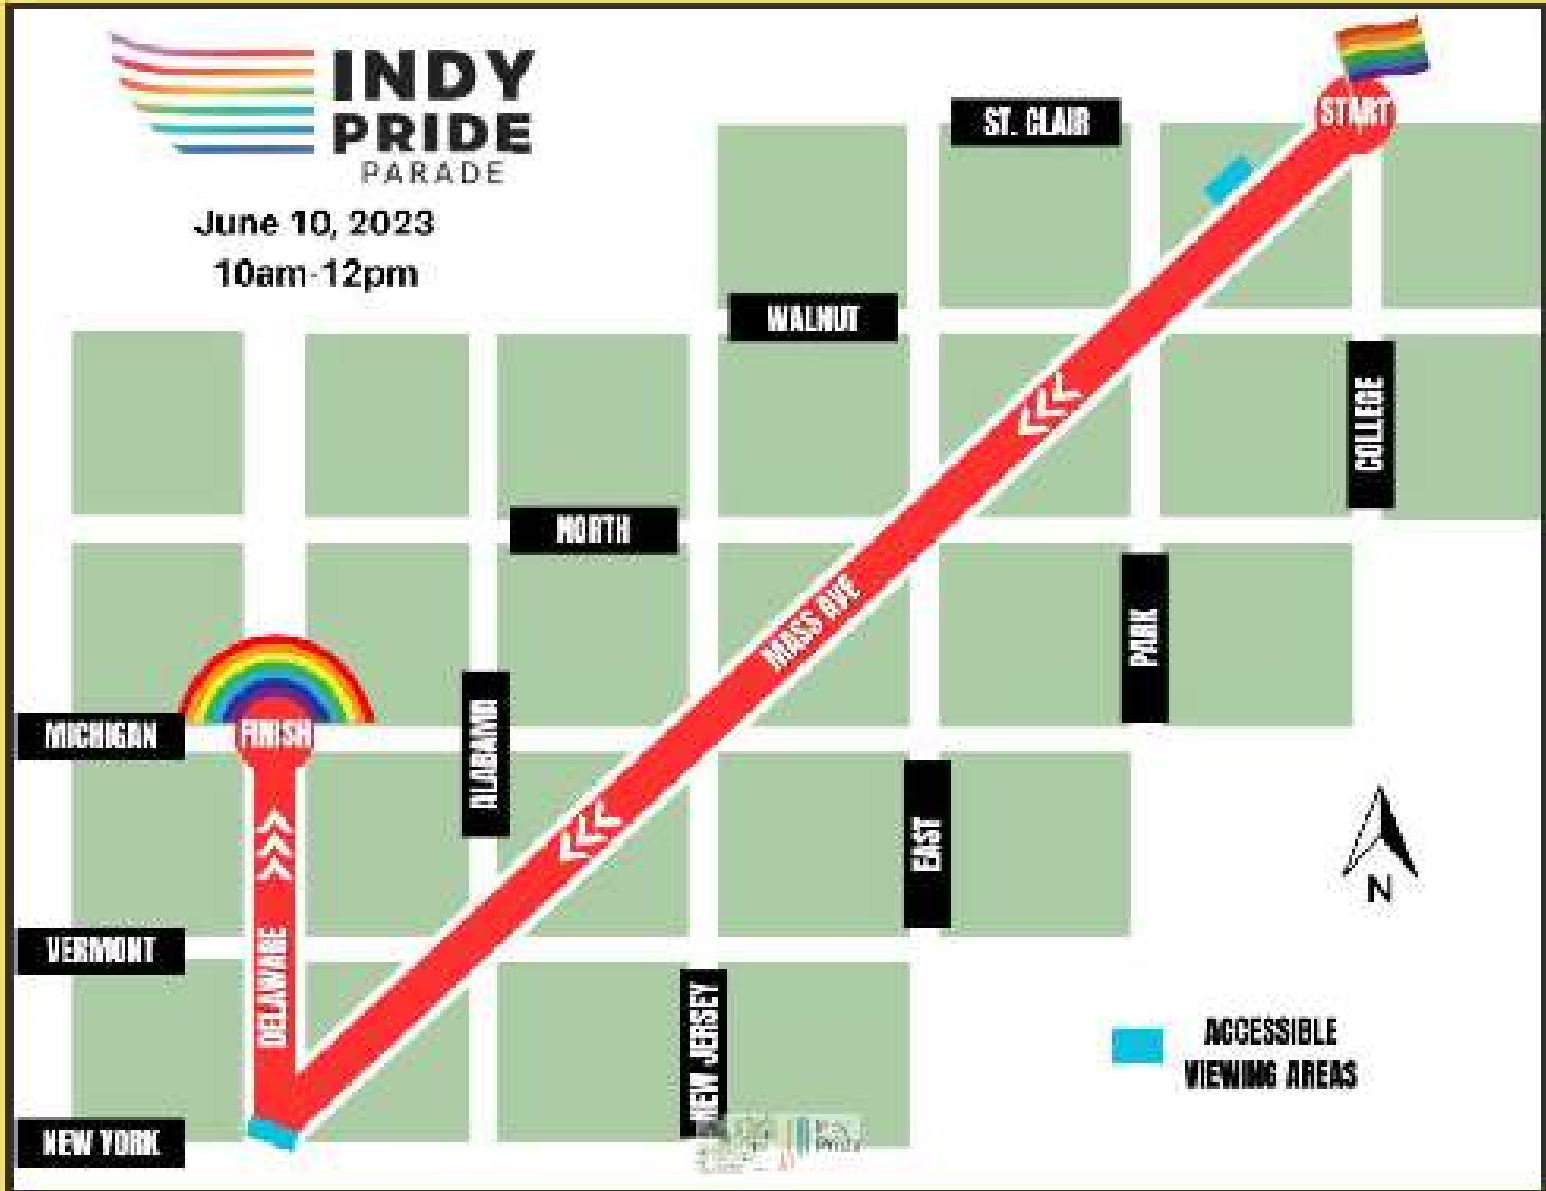 INDY
PRIDE
PARADE
June 10, 2023
10am-12pm
START
ST. CLAIR
WALNUT
COLLEGE
NORTH
MASS AVE
PARK
MICHIGAN
FINISH
ALABAMA
EAST
N
VERMONT
DELAWARE
NEW JERSEY
ACCESSIBLE
VIEWING AREAS
NEW YORK